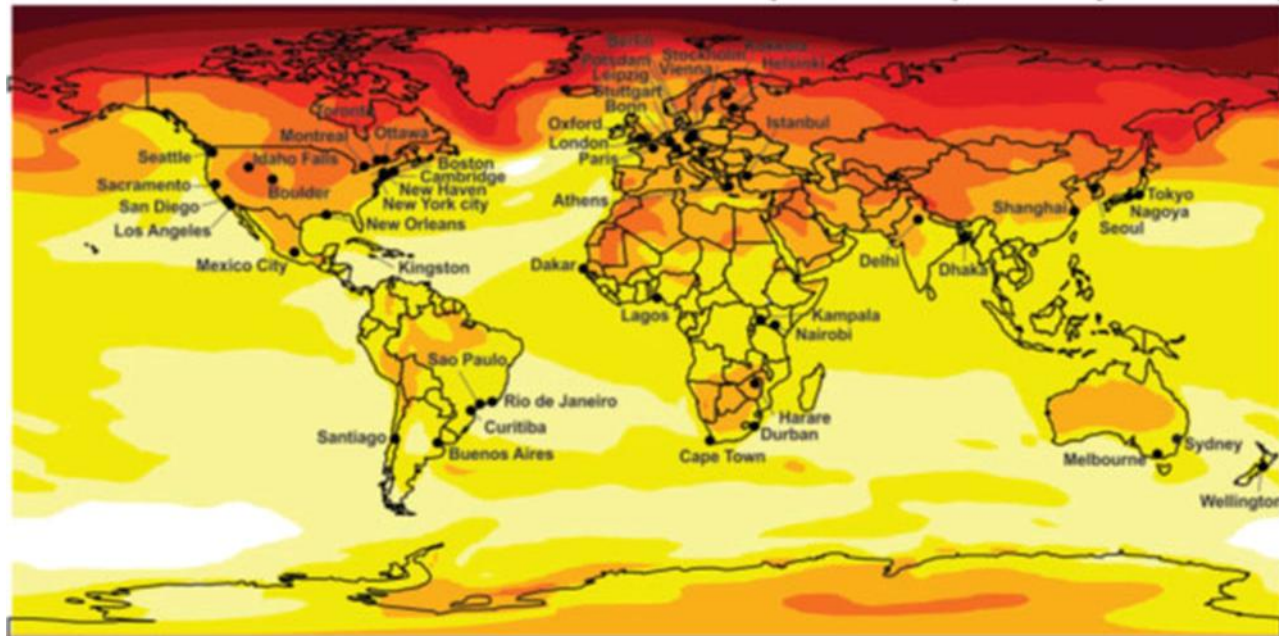 Berlin
Potsdam
Stockholm
Helsinki
Leipzig
Vienna
Stuttgart
Bonn
Oxford
London
Paris
Istanbul
Athens
Toronto
Montreal
Ottawa
Seattle
Idaho Falls
Boston
Boulder
Cambridge
Sacramento
New Haven
San Diego
New York city
Los Angeles
New Orleans
Mexico City
Kingston
Dakar
Lagos
Kampala
Nairobi
Delhi
Dhaka
Shanghai
Tokyo
Nagoya
Seoul
Sao Paulo
Rio de Janeiro
Curitiba
Santiago
Buenos Aires
Harare
Durban
Cape Town
Sydney
Melbourne
Wellington